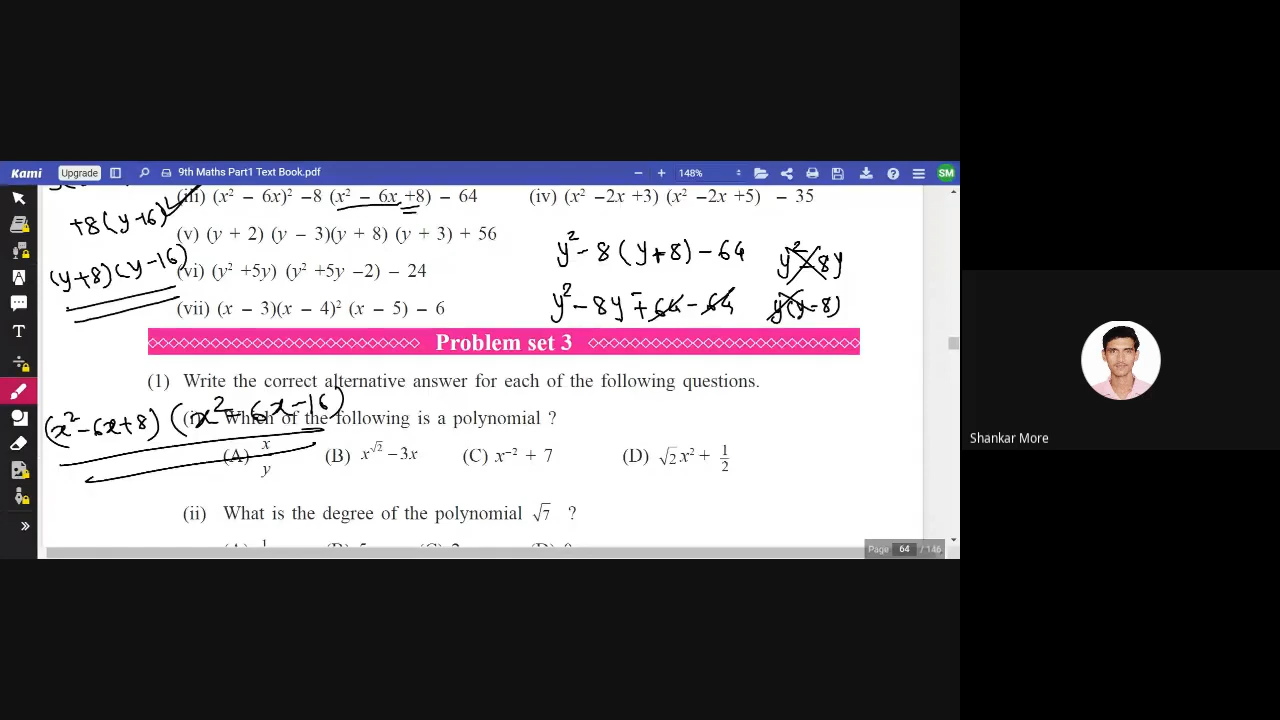 Kami Upgrade 9th Maths Part1 Text Book.pdf 148% SM
+8(y-16)
(y+8)(y-16)
(iii) (x² – 6x)² –8 (x² – 6x +8) – 64 (iv) (x² –2x +3) (x² –2x +5) – 35
(v) (y + 2) (y – 3)(y + 8) (y + 3) + 56
(vi) (y² +5y) (y² +5y –2) – 24
(vii) (x – 3)(x – 4)² (x – 5) – 6
y² - 8 (y+8) - 64
y² - 8y
y² - 8y + 64 - 64
y(y-8)
Problem set 3
(1) Write the correct alternative answer for each of the following questions.
(x²-6x+8) (x²-6x-16)
(i) Which of the following is a polynomial ?
(A) x/y (B) x^√2 – 3x (C) x⁻² + 7 (D) √2x² + 1/2
(ii) What is the degree of the polynomial √7 ?
Page 64 / 146
Shankar More